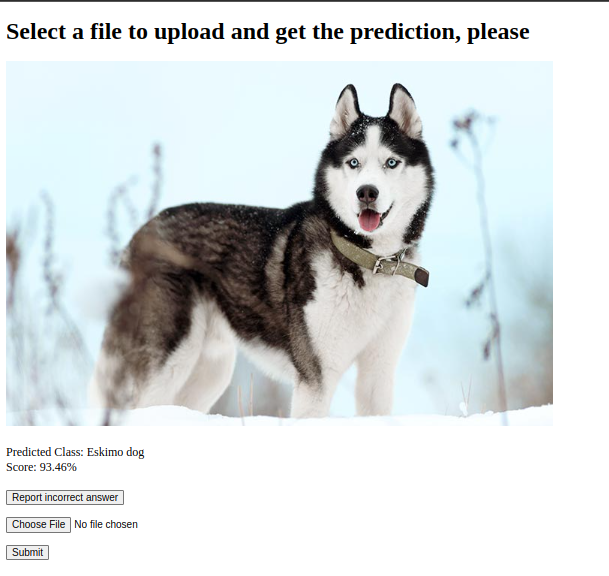 Select a file to upload and get the prediction, please
Predicted Class: Eskimo dog
Score: 93.46%
Report incorrect answer
Choose File No file chosen
Submit